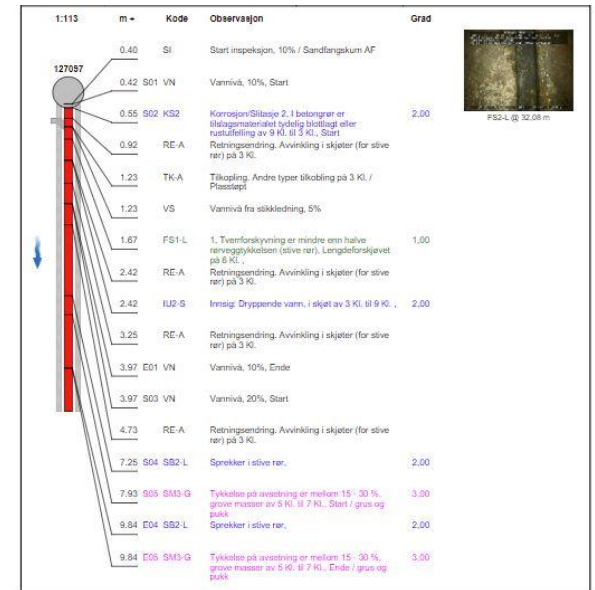 1:113 m + Kode Observasjon Grad
0.40 SI Start inspeksjon, 10% / Sandfangskum AF
127097
0.42 S01 VN Vannivå, 10%, Start
0.55 S02 KS2 Korrosjon/Slitasje 2. I betongrør er 2,00
tilslagsmaterialet tydelig blottlagt eller
rustutfelling av 9 Kl. til 3 Kl., Start
FS2-L @ 32,08 m
0.92 RE-A Retningsendring. Avvinkling i skjøter (for stive
rør) på 3 Kl.
1.23 TK-A Tilkopling. Andre typer tilkobling på 3 Kl. /
Plasstøpt
1.23 VS Vannivå fra stikkledning, 5%
1.67 FS1-L 1, Tverrforskyvning er mindre enn halve 1,00
rørveggtykkelsen (stive rør), Lengdeforskjøvet
på 6 Kl. ,
2.42 RE-A Retningsendring. Avvinkling i skjøter (for stive
rør) på 3 Kl.
2.42 IU2-S Innsig: Dryppende vann, i skjøt av 3 Kl. til 9 Kl. , 2,00
3.25 RE-A Retningsendring. Avvinkling i skjøter (for stive
rør) på 3 Kl.
3.97 E01 VN Vannivå, 10%, Ende
3.97 S03 VN Vannivå, 20%, Start
4.73 RE-A Retningsendring. Avvinkling i skjøter (for stive
rør) på 3 Kl.
7.25 S04 SB2-L Sprekker i stive rør, 2,00
7.93 S05 SM3-G Tykkelse på avsetning er mellom 15 - 30 %, 3,00
grove masser av 5 Kl. til 7 Kl., Start / grus og
pukk
9.84 E04 SB2-L Sprekker i stive rør, 2,00
9.84 E05 SM3-G Tykkelse på avsetning er mellom 15 - 30 %, 3,00
grove masser av 5 Kl. til 7 Kl., Ende / grus og
pukk